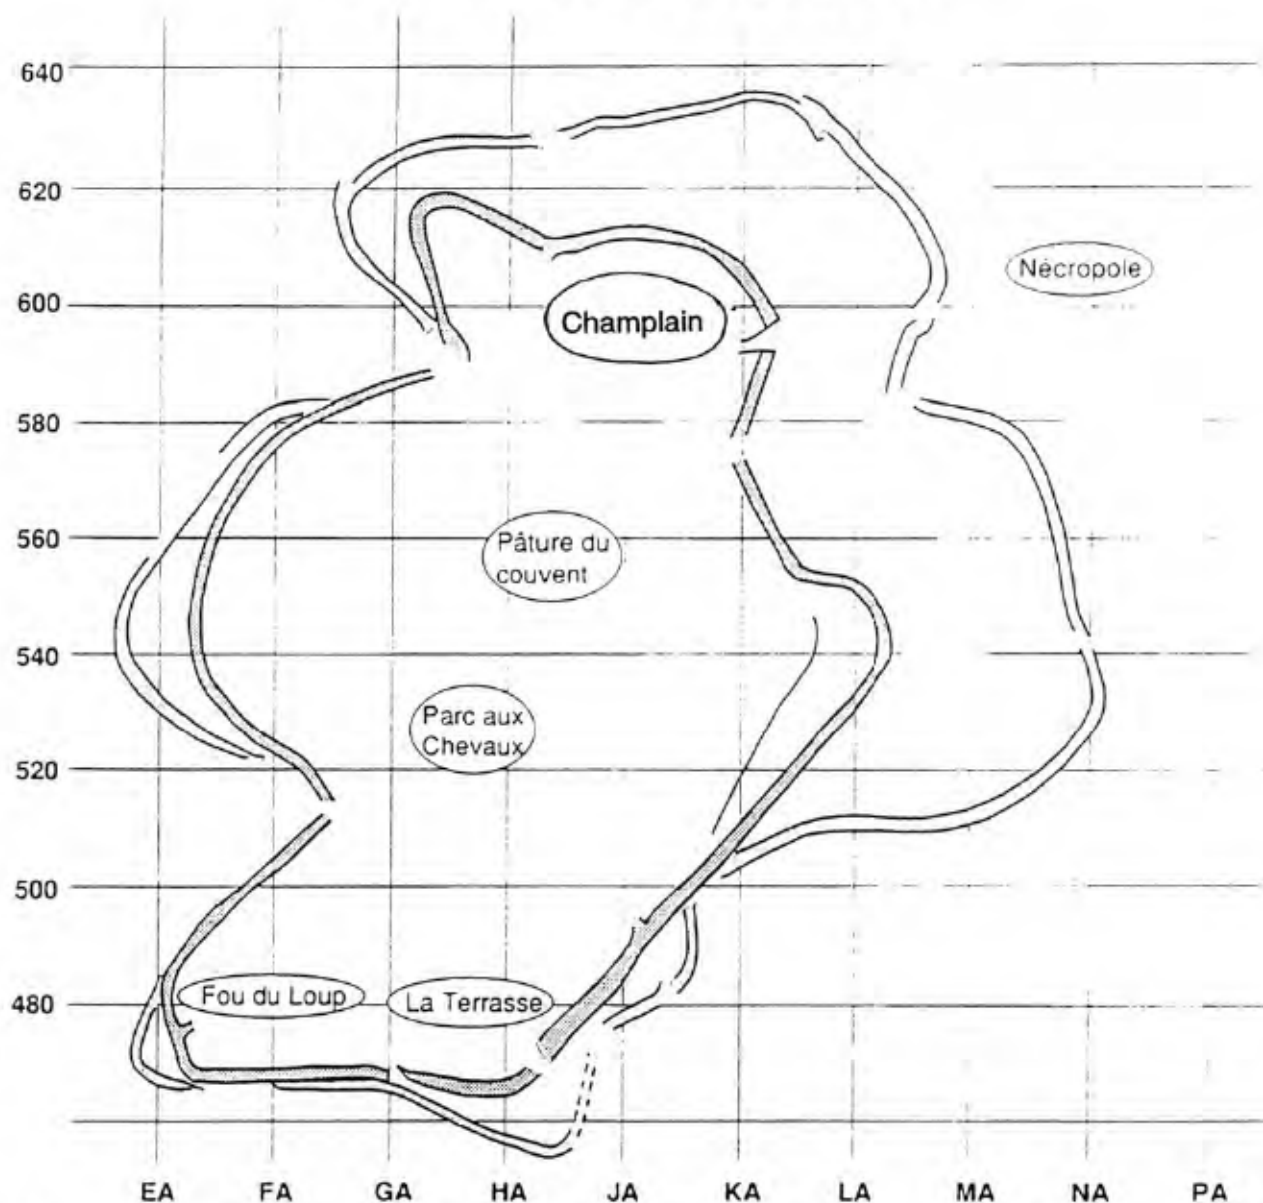 640
620
Nécropole
600
Champlain
580
560
Pâture du
couvent
540
Parc aux
Chevaux
520
500
Fou du Loup
La Terrasse
480
EA FA GA HA JA KA LA MA NA PA